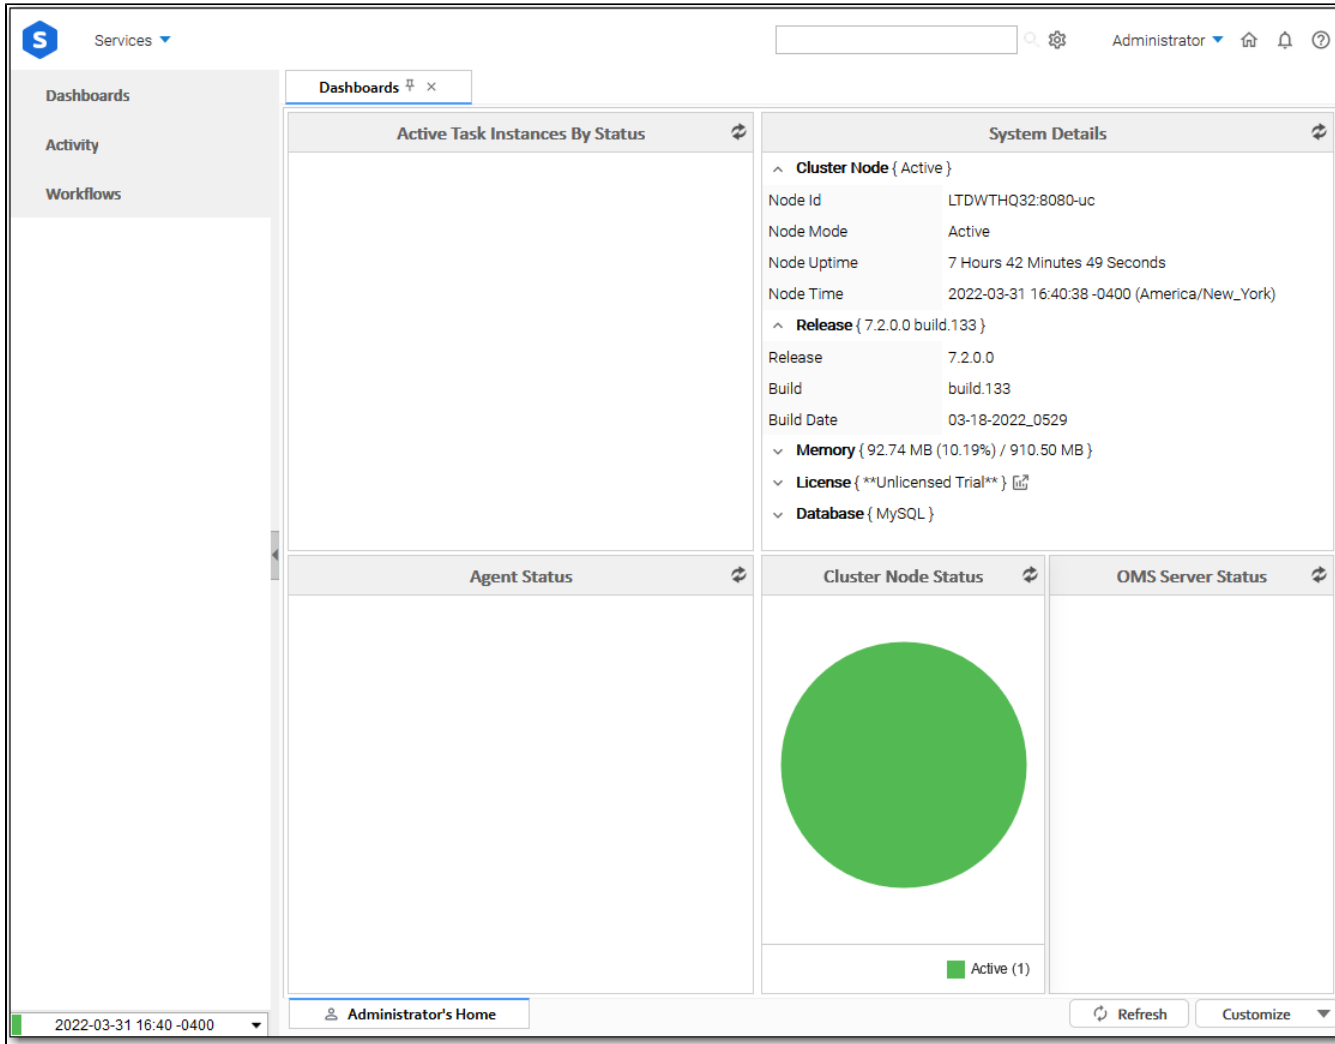 S Services Administrator
Dashboards
Activity
Workflows
Dashboards
Active Task Instances By Status
System Details
Cluster Node { Active }
Node Id LTDWTHQ32:8080-uc
Node Mode Active
Node Uptime 7 Hours 42 Minutes 49 Seconds
Node Time 2022-03-31 16:40:38 -0400 (America/New_York)
Release { 7.2.0.0 build.133 }
Release 7.2.0.0
Build build.133
Build Date 03-18-2022_0529
Memory { 92.74 MB (10.19%) / 910.50 MB }
License { **Unlicensed Trial** }
Database { MySQL }
Agent Status
Cluster Node Status
OMS Server Status
Active (1)
2022-03-31 16:40 -0400
Administrator's Home
Refresh
Customize